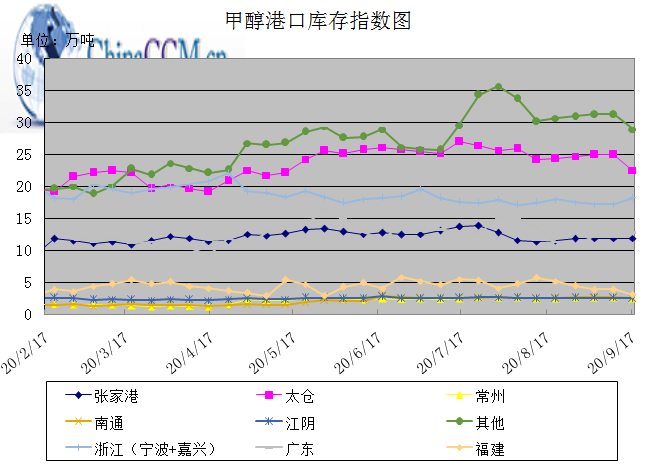 甲醇港口库存指数图
单位：万吨
ChinaCCM.cn
40
35
30
25
20
15
10
5
0
20/2/17 20/3/17 20/4/17 20/5/17 20/6/17 20/7/17 20/8/17 20/9/17
张家港 太仓 常州
南通 江阴 其他
浙江（宁波+嘉兴） 广东 福建